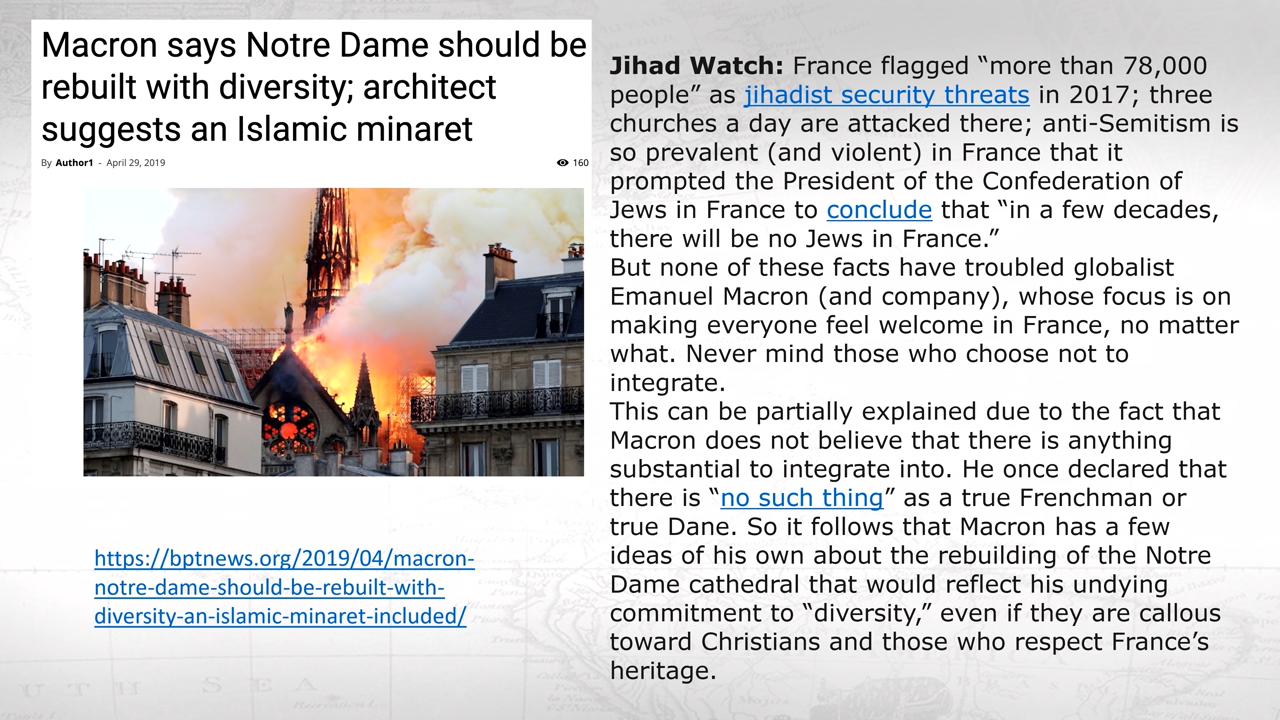 Macron says Notre Dame should be
rebuilt with diversity; architect
suggests an Islamic minaret
By Author1 - April 29, 2019
160
https://bptnews.org/2019/04/macron-
notre-dame-should-be-rebuilt-with-
diversity-an-islamic-minaret-included/
Jihad Watch: France flagged “more than 78,000
people” as jihadist security threats in 2017; three
churches a day are attacked there; anti-Semitism is
so prevalent (and violent) in France that it
prompted the President of the Confederation of
Jews in France to conclude that “in a few decades,
there will be no Jews in France.”
But none of these facts have troubled globalist
Emanuel Macron (and company), whose focus is on
making everyone feel welcome in France, no matter
what. Never mind those who choose not to
integrate.
This can be partially explained due to the fact that
Macron does not believe that there is anything
substantial to integrate into. He once declared that
there is “no such thing” as a true Frenchman or
true Dane. So it follows that Macron has a few
ideas of his own about the rebuilding of the Notre
Dame cathedral that would reflect his undying
commitment to “diversity,” even if they are callous
toward Christians and those who respect France’s
heritage.
UTH SEA